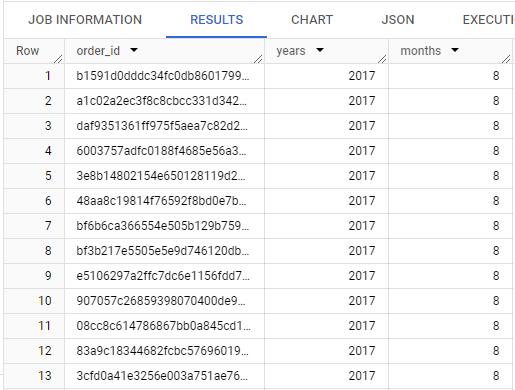 JOB INFORMATION RESULTS CHART JSON EXECUTI
Row order_id years months
1 b1591d0dddc34fc0db8601799... 2017 8
2 a1c02a2ec3f8c8cbcc331d342... 2017 8
3 daf9351361ff975f5aea7c82d2... 2017 8
4 6003757adfc0188f4685e56a3... 2017 8
5 3e8b14802154e650128119d2... 2017 8
6 48aa8c19814f76592f8bd0e7b... 2017 8
7 bf6b6ca366554e505b129b759... 2017 8
8 bf3b217e5505e5e9d746120db... 2017 8
9 e5106297a2ffc7dc6e1156fdd7... 2017 8
10 907057c26859398070400de9... 2017 8
11 08cc8c614786867bb0a845cd1... 2017 8
12 83a9c18344682fcbc57696019... 2017 8
13 3cfd0a41e3256e003a751ae76... 2017 8